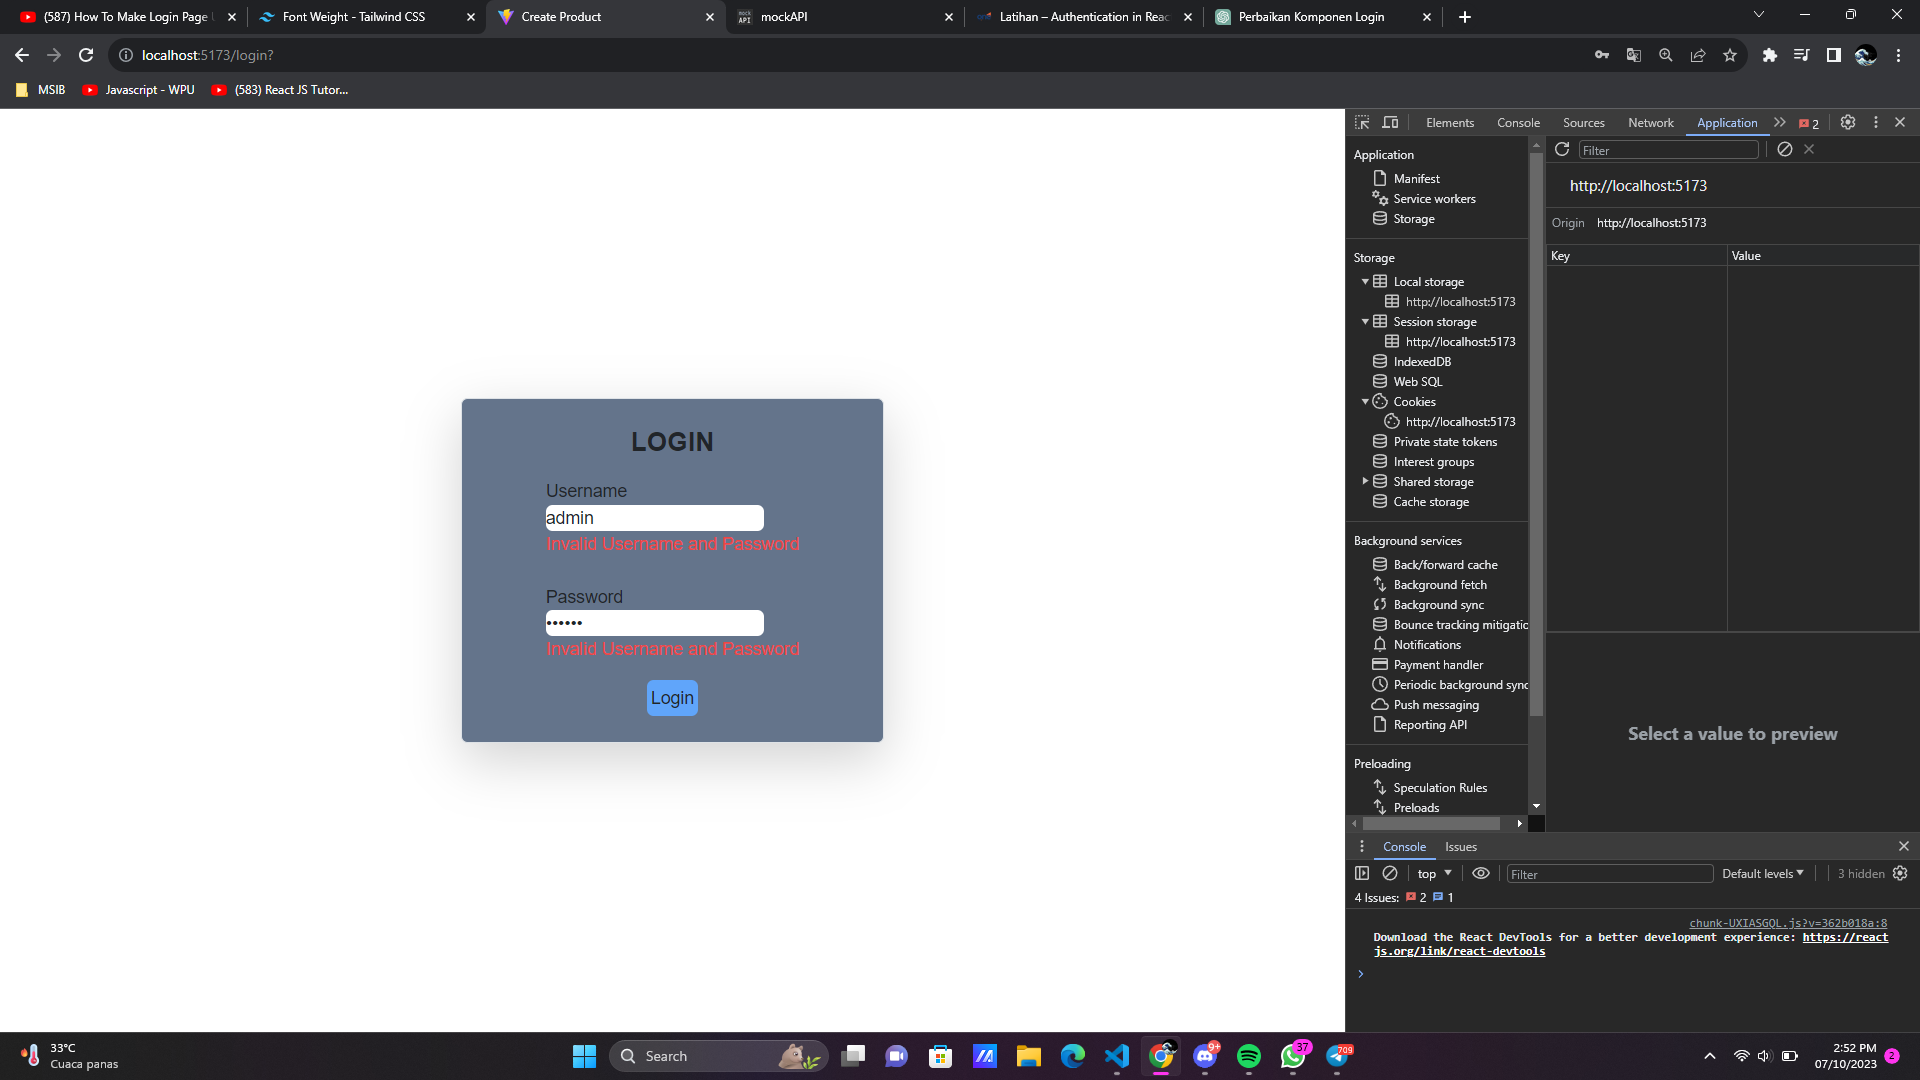 (587) How To Make Login Page
Font Weight - Tailwind CSS
Create Product
mockAPI
Latihan – Authentication in Reac
Perbaikan Komponen Login
localhost:5173/login?
MSIB
Javascript - WPU
(583) React JS Tutor...
Elements
Console
Sources
Network
Application
2
Application
Manifest
Service workers
Storage
Storage
Local storage
http://localhost:5173
Session storage
http://localhost:5173
IndexedDB
Web SQL
Cookies
http://localhost:5173
Private state tokens
Interest groups
Shared storage
Cache storage
Background services
Back/forward cache
Background fetch
Background sync
Bounce tracking mitigatio
Notifications
Payment handler
Periodic background sync
Push messaging
Reporting API
Preloading
Speculation Rules
Preloads
Filter
http://localhost:5173
Origin http://localhost:5173
Key Value
Select a value to preview
LOGIN
Username
admin
Invalid Username and Password
Password
••••••
Invalid Username and Password
Login
Console
Issues
top
Filter
Default levels
3 hidden
4 Issues: 2 1
chunk-UXIASGQL.js?v=362b018a:8
Download the React DevTools for a better development experience: https://react
js.org/link/react-devtools
33°C
Cuaca panas
Search
9+
37
709
2:52 PM
07/10/2023
2